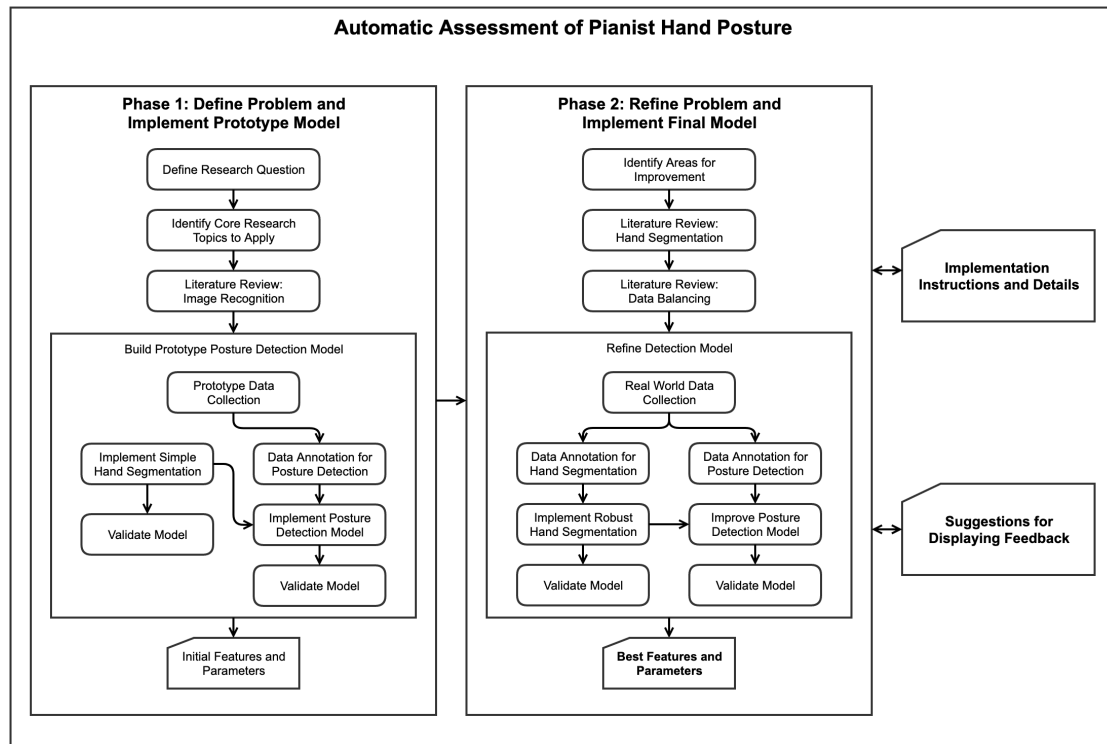 Automatic Assessment of Pianist Hand Posture
Phase 1: Define Problem and
Implement Prototype Model
Define Research Question
Identify Core Research
Topics to Apply
Literature Review:
Image Recognition
Build Prototype Posture Detection Model
Prototype Data
Collection
Implement Simple
Hand Segmentation
Data Annotation for
Posture Detection
Validate Model
Implement Posture
Detection Model
Validate Model
Initial Features and
Parameters
Phase 2: Refine Problem and
Implement Final Model
Identify Areas for
Improvement
Literature Review:
Hand Segmentation
Literature Review:
Data Balancing
Refine Detection Model
Real World Data
Collection
Data Annotation for
Hand Segmentation
Data Annotation for
Posture Detection
Implement Robust
Hand Segmentation
Improve Posture
Detection Model
Validate Model
Validate Model
Best Features and
Parameters
Implementation
Instructions and Details
Suggestions for
Displaying Feedback